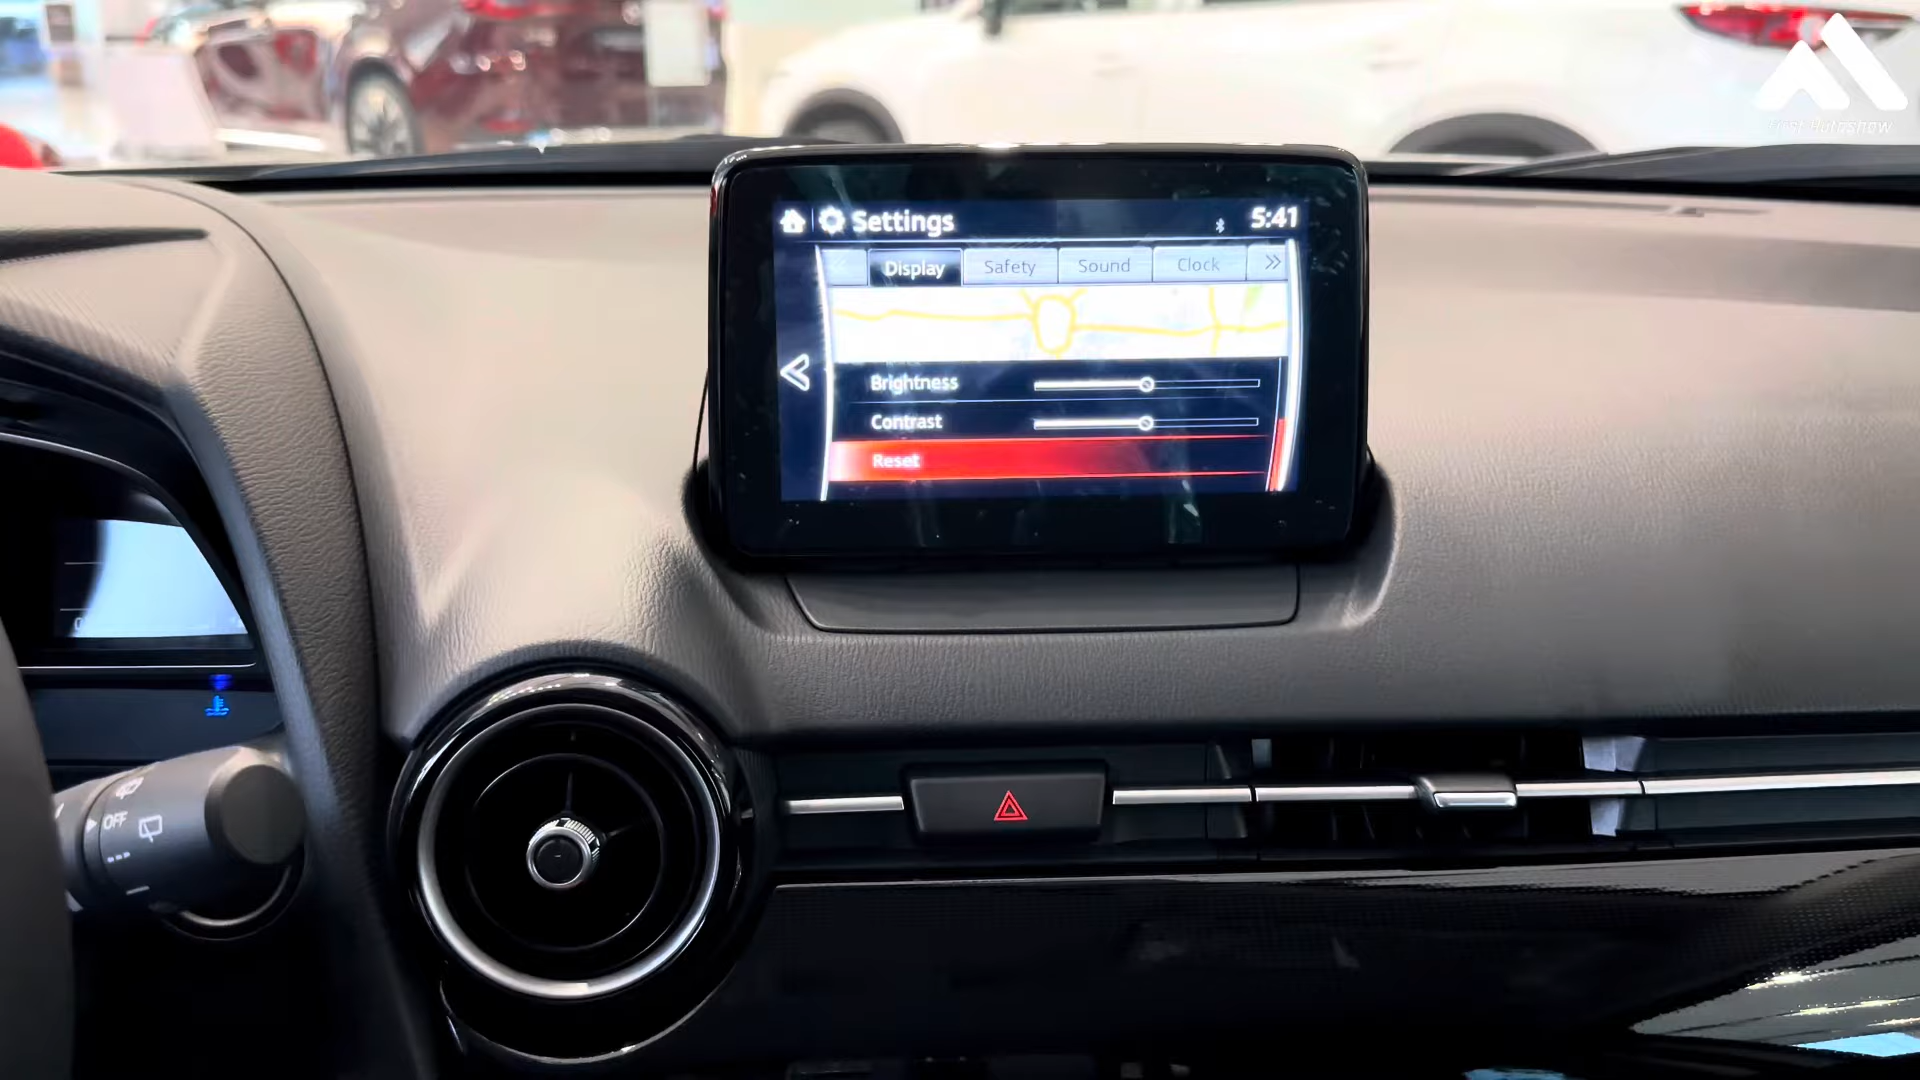 Settings
5:41
Display Safety Sound Clock
Brightness
Contrast
Reset
OFF